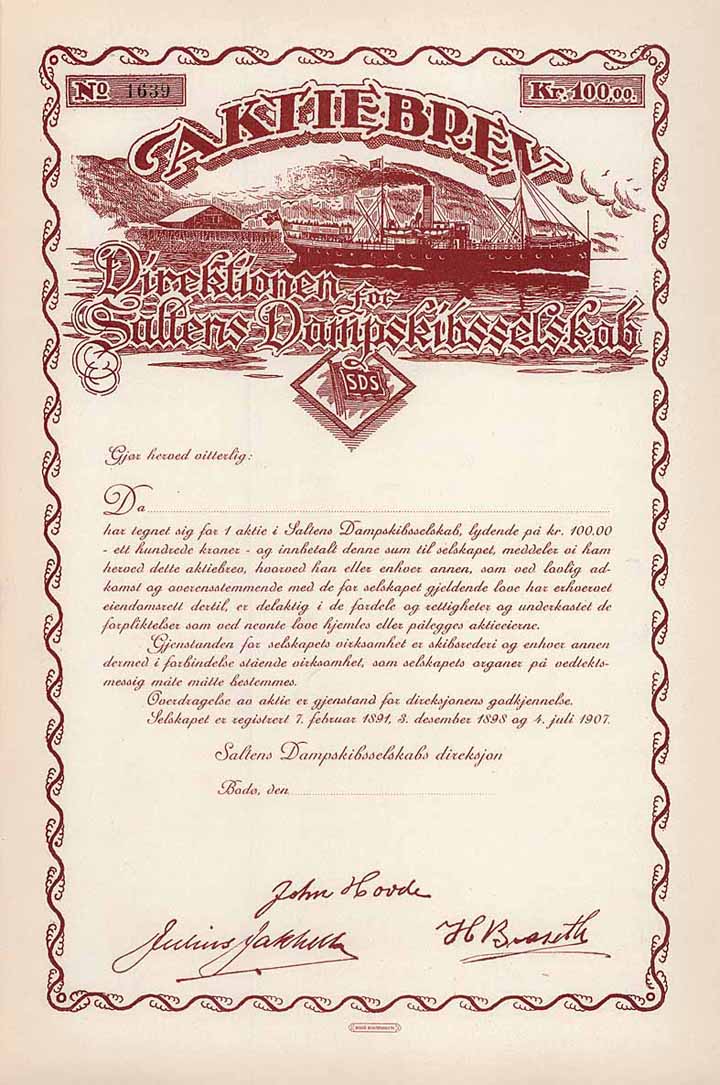 No 1639
Kr. 100,00.
AKTIEBREV
Direktionen for
Saltens Dampskibsselskab
SDS
Gjør herved vitterlig:
Da
har tegnet sig for 1 aktie i Saltens Dampskibsselskab, lydende på kr. 100.00
- ett hundrede kroner - og innbetalt denne sum til selskapet, meddeler vi ham
herved dette aktiebrev, hvorved han eller enhver annen, som ved lovlig ad-
komst og overensstemmende med de for selskapet gjeldende love har erhvervet
eiendomsrett dertil, er delaktig i de fordele og rettigheter og underkastet de
forpliktelser som ved nevnte love hjemles eller pålegges aktieeierne.
Gjenstanden for selskapets virksomhet er skibsrederi og enhver annen
dermed i forbindelse stående virksomhet, som selskapets organer på vedtekts-
messig måte måtte bestemmes.
Overdragelse av aktie er gjenstand for direksjonens godkjennelse.
Selskapet er registrert 7. februar 1891, 3. desember 1898 og 4. juli 1907.
Saltens Dampskibsselskabs direksjon
Bodø, den
John Hovde
Julius Jakhelln
H Braseth